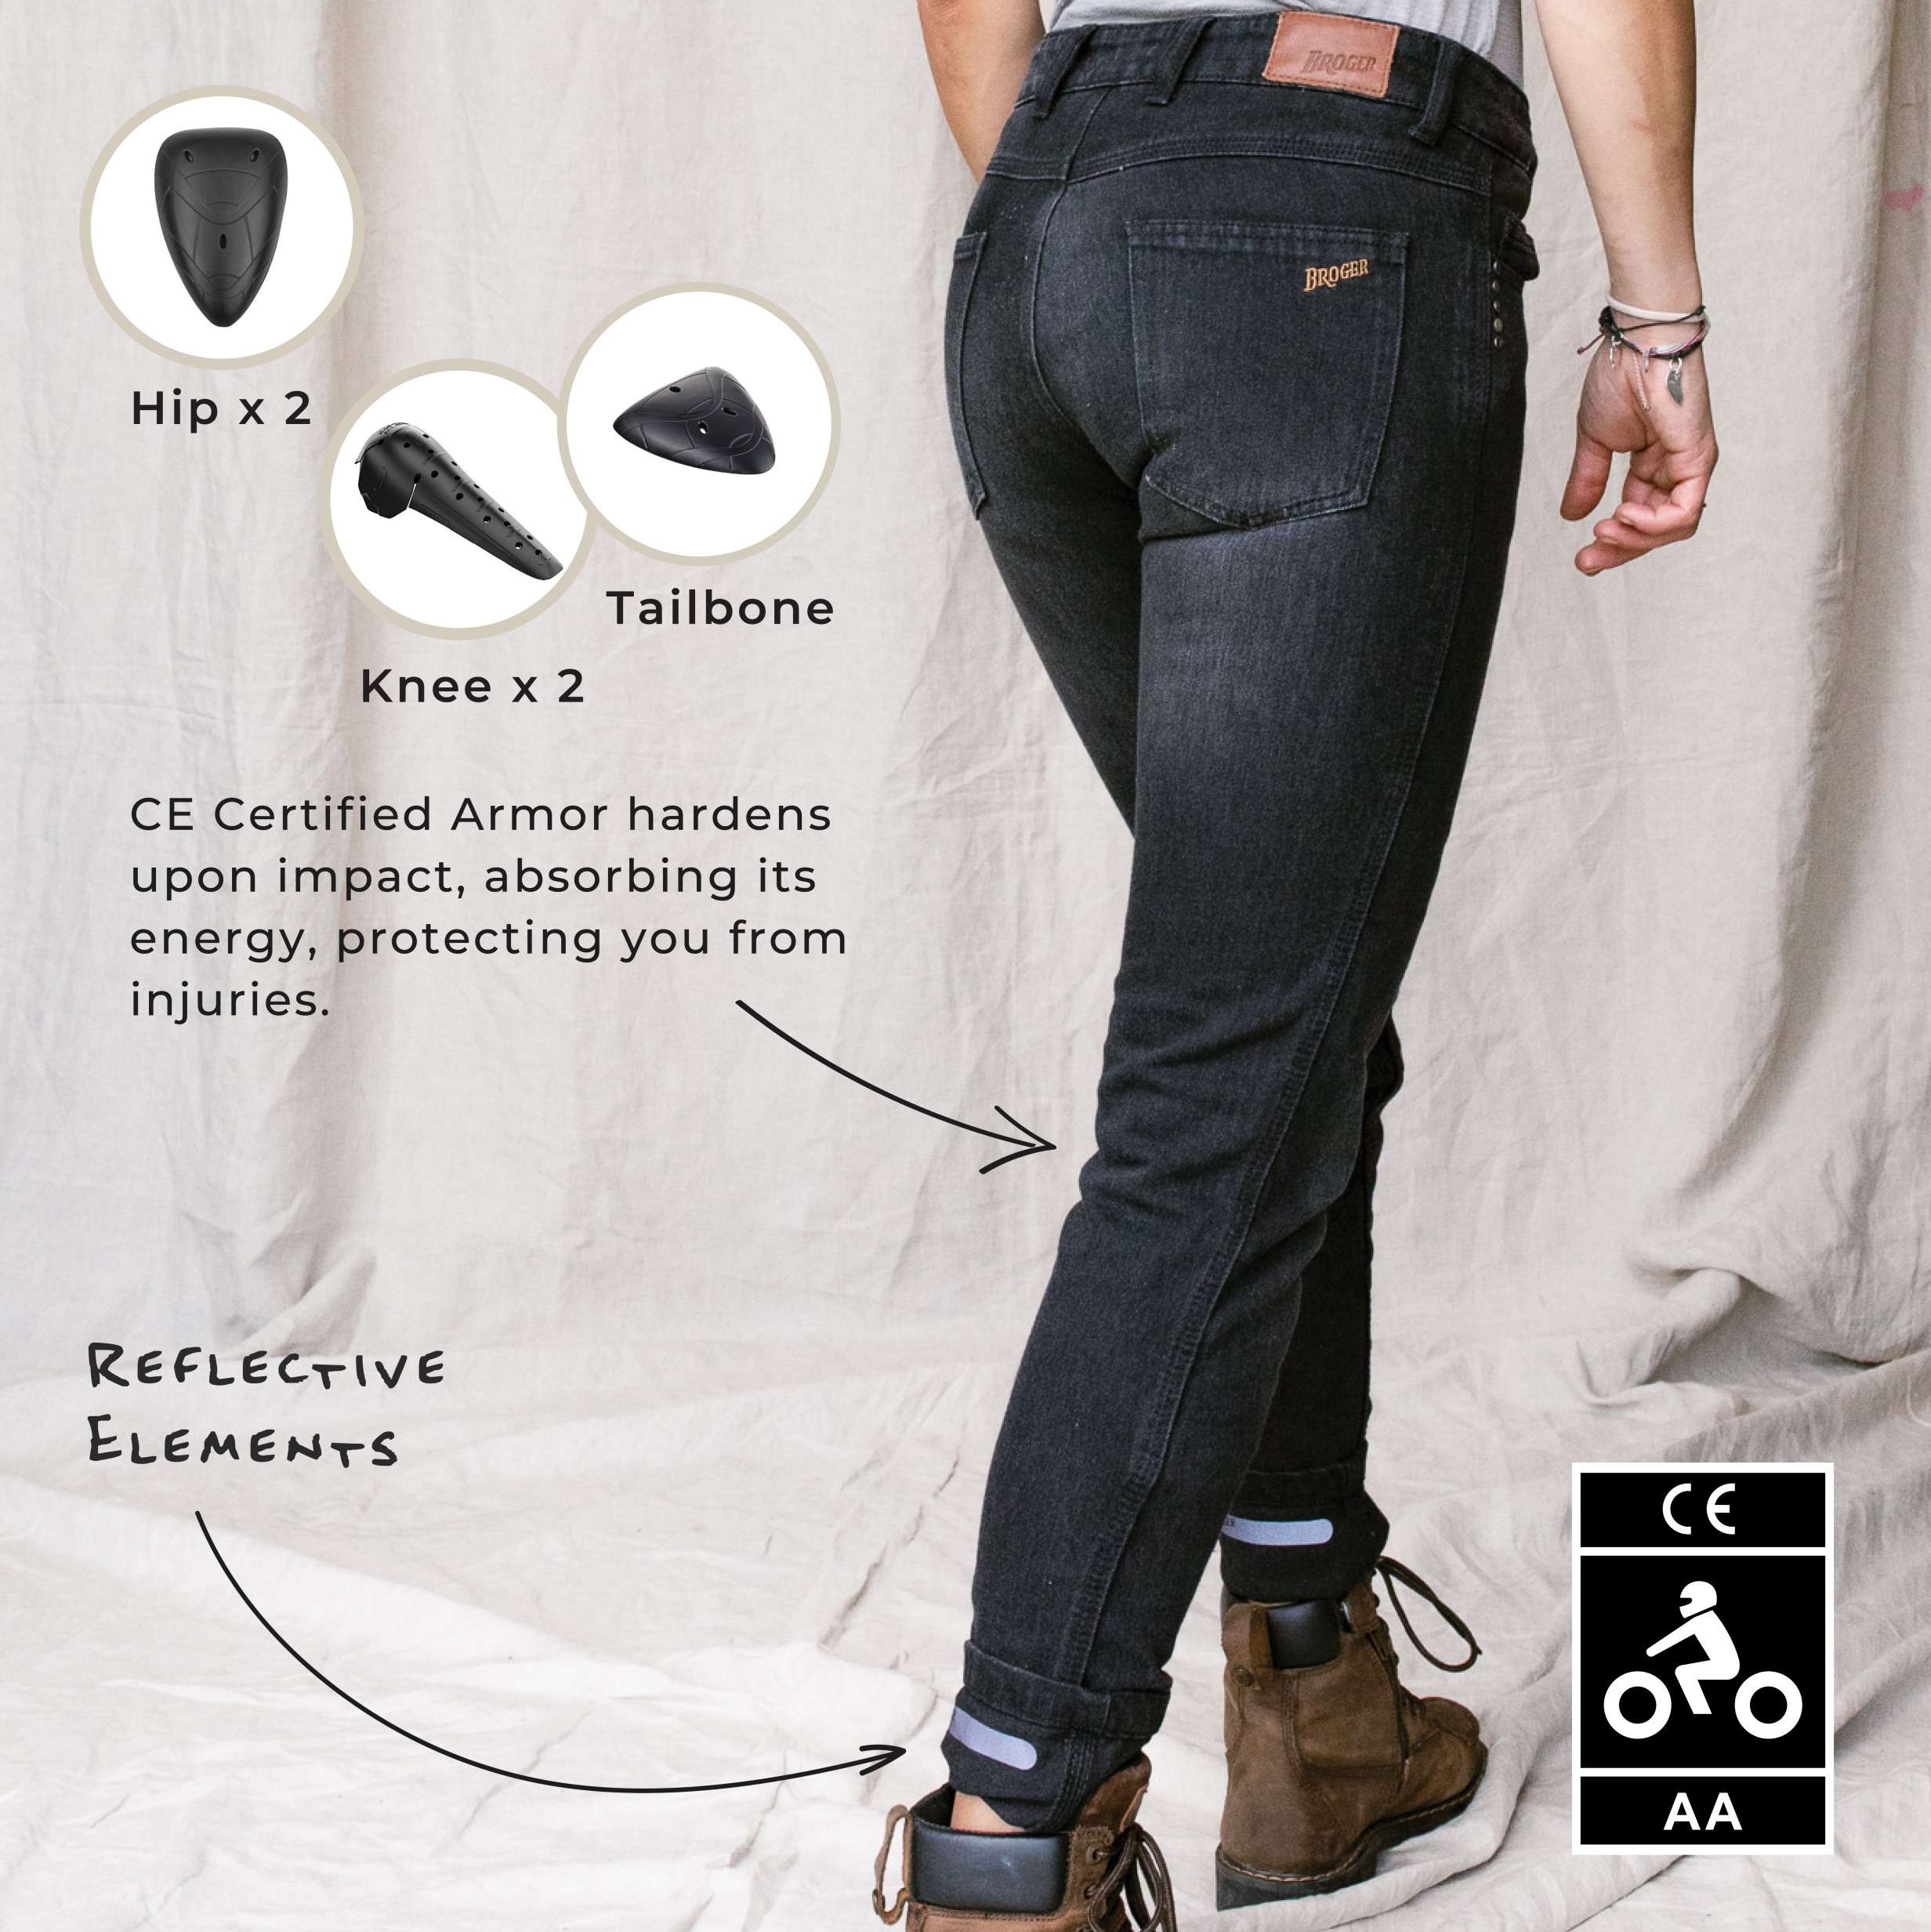 BROGER
BROGER
Hip x 2
Tailbone
Knee x 2
CE Certified Armor hardens
upon impact, absorbing its
energy, protecting you from
injuries.
REFLECTIVE
ELEMENTS
CE
AA